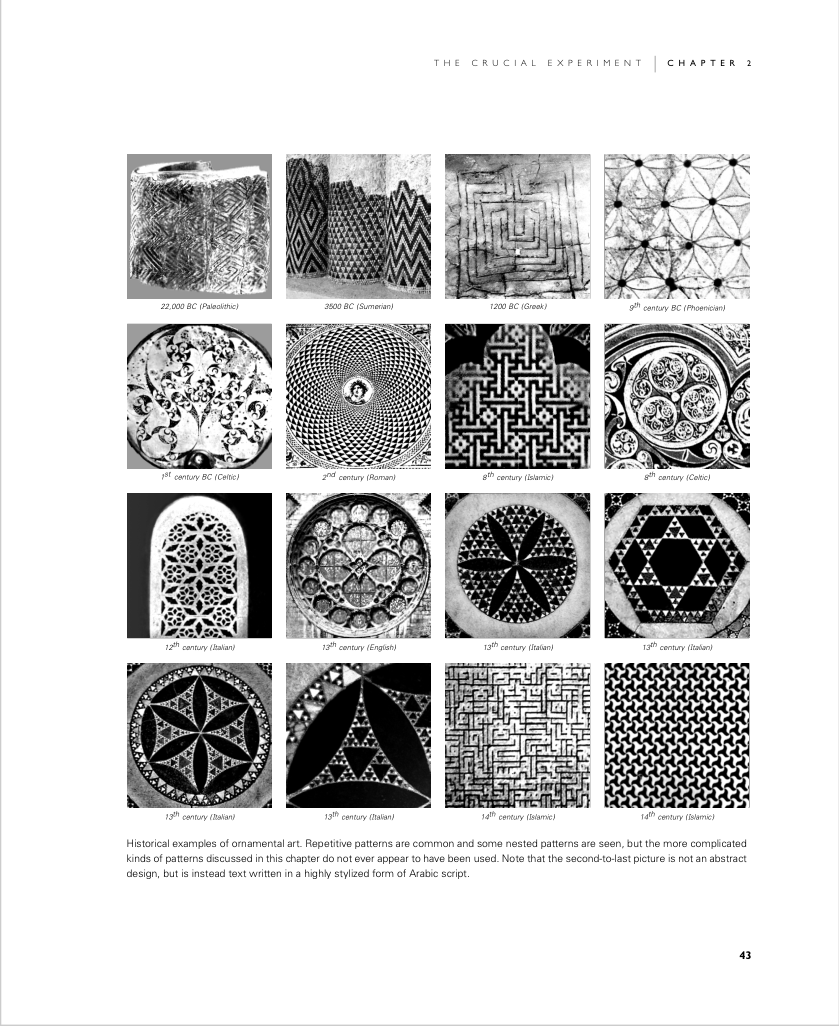 THE CRUCIAL EXPERIMENT | CHAPTER 2
22,000 BC (Paleolithic)
3500 BC (Sumerian)
1200 BC (Greek)
9th century BC (Phoenician)
1st century BC (Celtic)
2nd century (Roman)
8th century (Islamic)
8th century (Celtic)
12th century (Italian)
13th century (English)
13th century (Italian)
13th century (Italian)
13th century (Italian)
13th century (Italian)
14th century (Islamic)
14th century (Islamic)
Historical examples of ornamental art. Repetitive patterns are common and some nested patterns are seen, but the more complicated
kinds of patterns discussed in this chapter do not ever appear to have been used. Note that the second-to-last picture is not an abstract
design, but is instead text written in a highly stylized form of Arabic script.
43